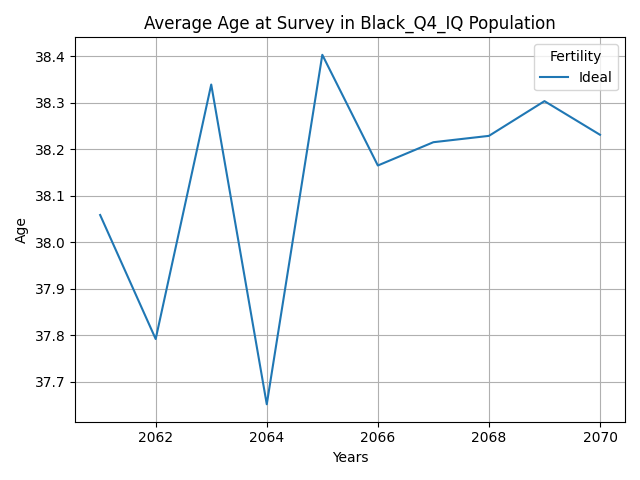 Average Age at Survey in Black_Q4_IQ Population
Fertility
Ideal
38.4
38.3
38.2
38.1
38.0
37.9
37.8
37.7
Age
2062
2064
2066
2068
2070
Years